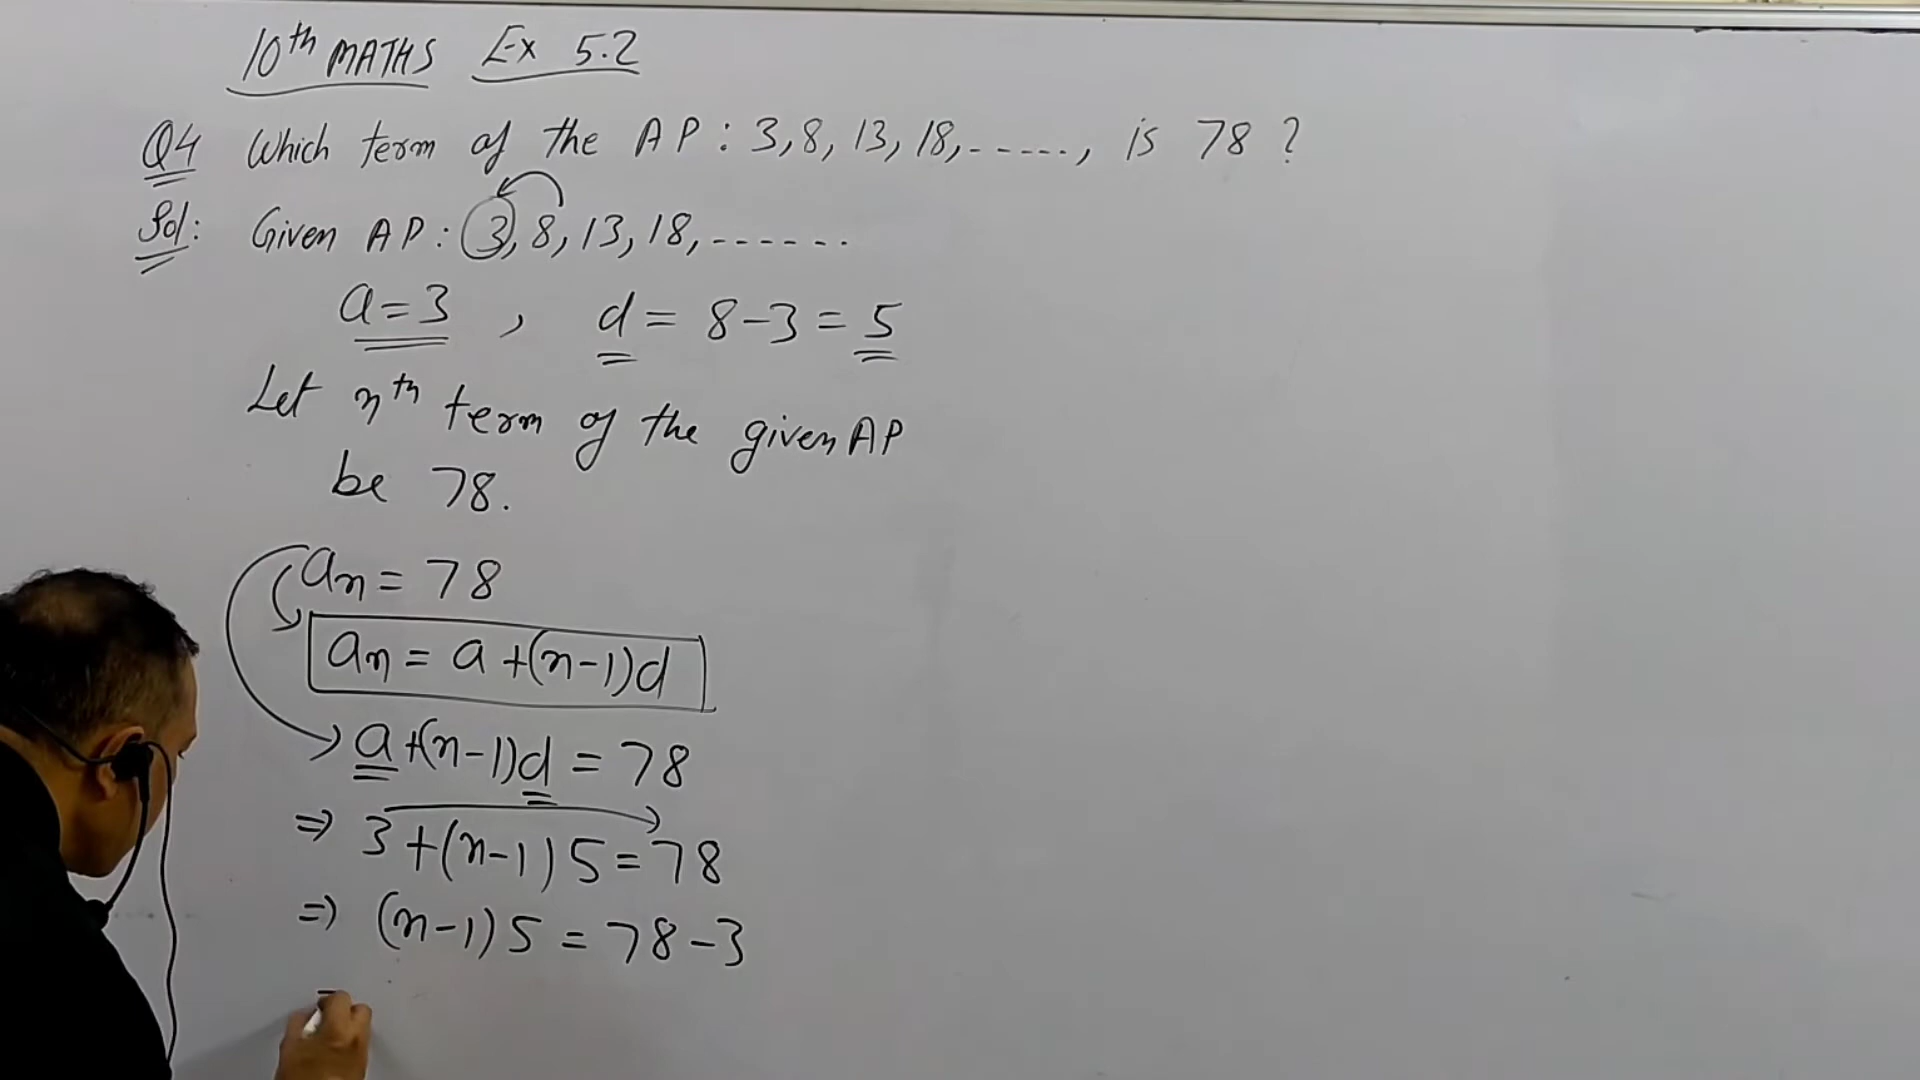 10th MATHS Ex 5.2
Q4 Which term of the AP : 3, 8, 13, 18, ....., is 78 ?
Sol: Given AP : 3, 8, 13, 18, ......
a = 3 , d = 8 - 3 = 5
Let nth term of the given AP
be 78.
an = 78
an = a + (n-1)d
a + (n-1)d = 78
⇒ 3 + (n-1) 5 = 78
⇒ (n-1) 5 = 78 - 3